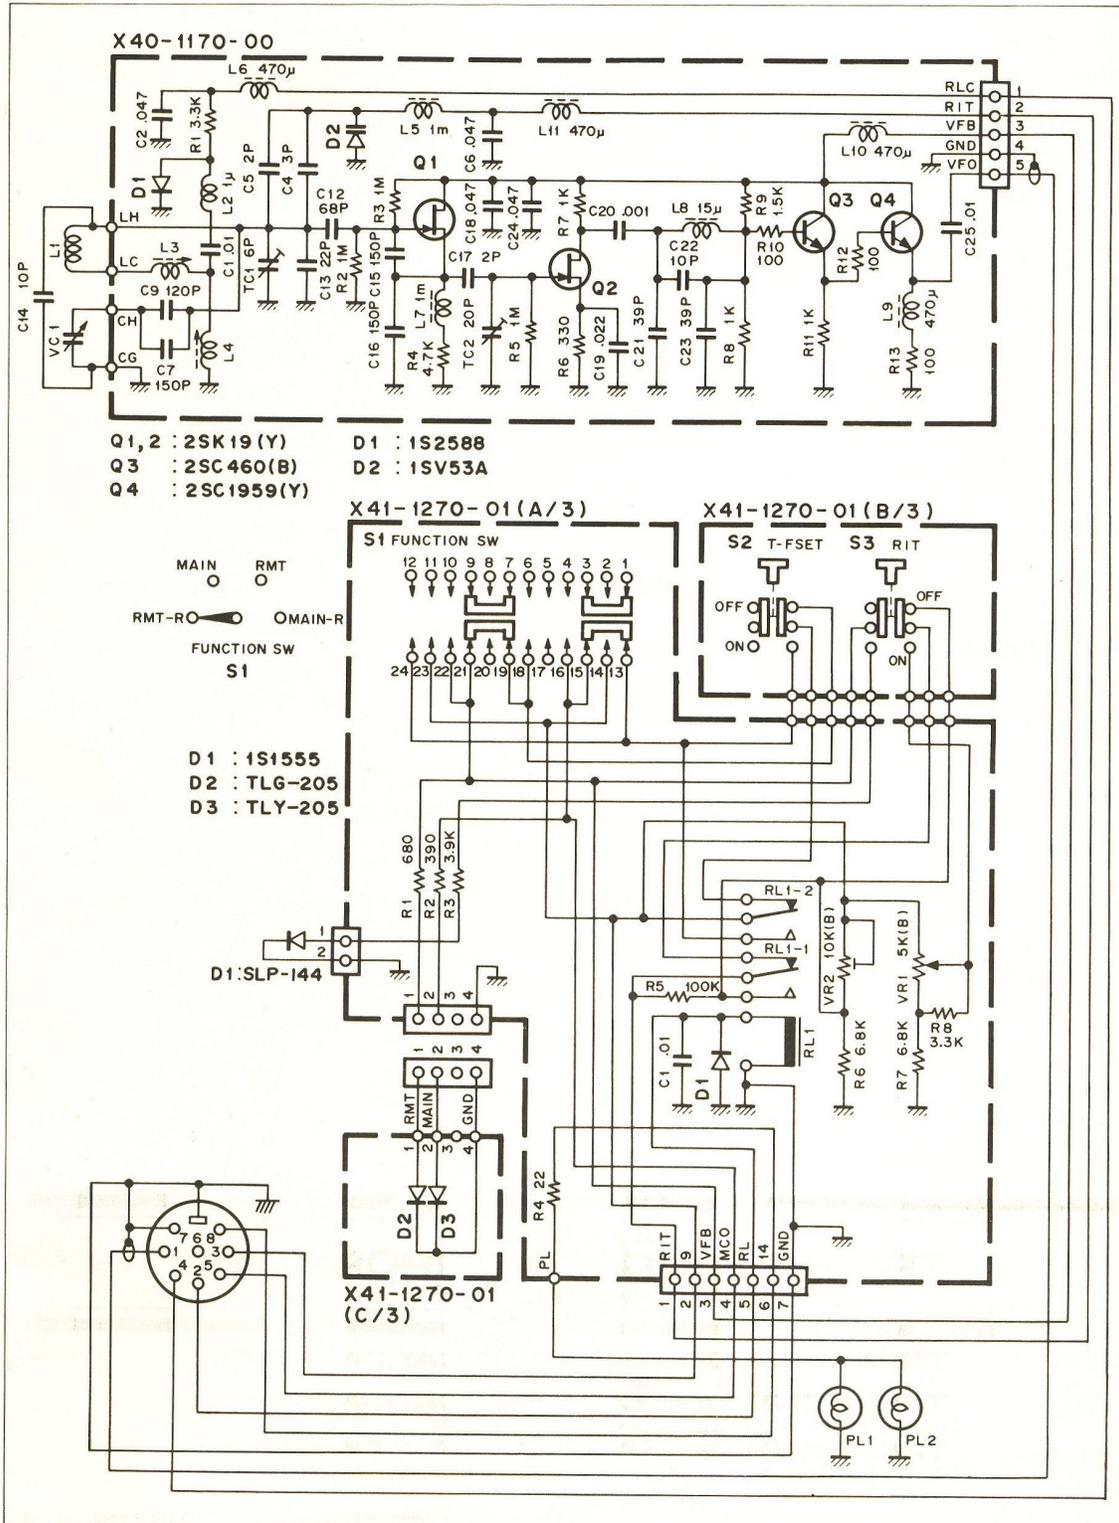 X40-1170-00
L6 470µ
RLC 1
RIT 2
VFB 3
GND 4
VFO 5
C2 .047
R1 3.3K
L5 1m
L11 470µ
L10 470µ
D2
C6 .047
Q1
D1
L2 1µ
C5 2P
C4 3P
C12 68P
R3 1M
C18 .047
C24 .047
R7 1K
C20 .001
L8 15µ
R9 1.5K
Q3
Q4
C25 .01
LH
L1
LC
L3
C1 .01
TC1 6P
C13 22P
R2 1M
C15 150P
C17 2P
Q2
C22 10P
R10 100
R12 100
C14 10P
C9 120P
CH
VC1
CG
C7 150P
L4
C16 150P
L7 1m
R4 4.7K
TC2 20P
R5 1M
R6 330
C19 .022
C21 39P
C23 39P
R8 1K
R11 1K
L9 470µ
R13 100
Q1,2 : 2SK19(Y) D1 : 1S2588
Q3 : 2SC460(B) D2 : 1SV53A
Q4 : 2SC1959(Y)
X41-1270-01(A/3)
X41-1270-01(B/3)
S1 FUNCTION SW
S2 T-FSET S3 RIT
12 11 10 9 8 7 6 5 4 3 2 1
MAIN RMT
RMT-R MAIN-R
FUNCTION SW
S1
OFF
ON
OFF
ON
24 23 22 21 20 19 18 17 16 15 14 13
D1 : 1S1555
D2 : TLG-205
D3 : TLY-205
R1 680
R2 390
R3 3.9K
RL1-2
RL1-1
VR2 10K(B)
VR1 5K(B)
1
2
D1:SLP-144
R5 100K
R8 3.3K
1 2 3 4
C1 .01
D1
RL1
R6 6.8K
R7 6.8K
1 2 3 4
RMT
MAIN
GND
1 2 3 4
D2
D3
R4 22
PL
RIT
9
VFB
MCO
RL
14
GND
1 2 3 4 5 6 7
7 6 8
1 3
4 2 5
X41-1270-01
(C/3)
PL1
PL2